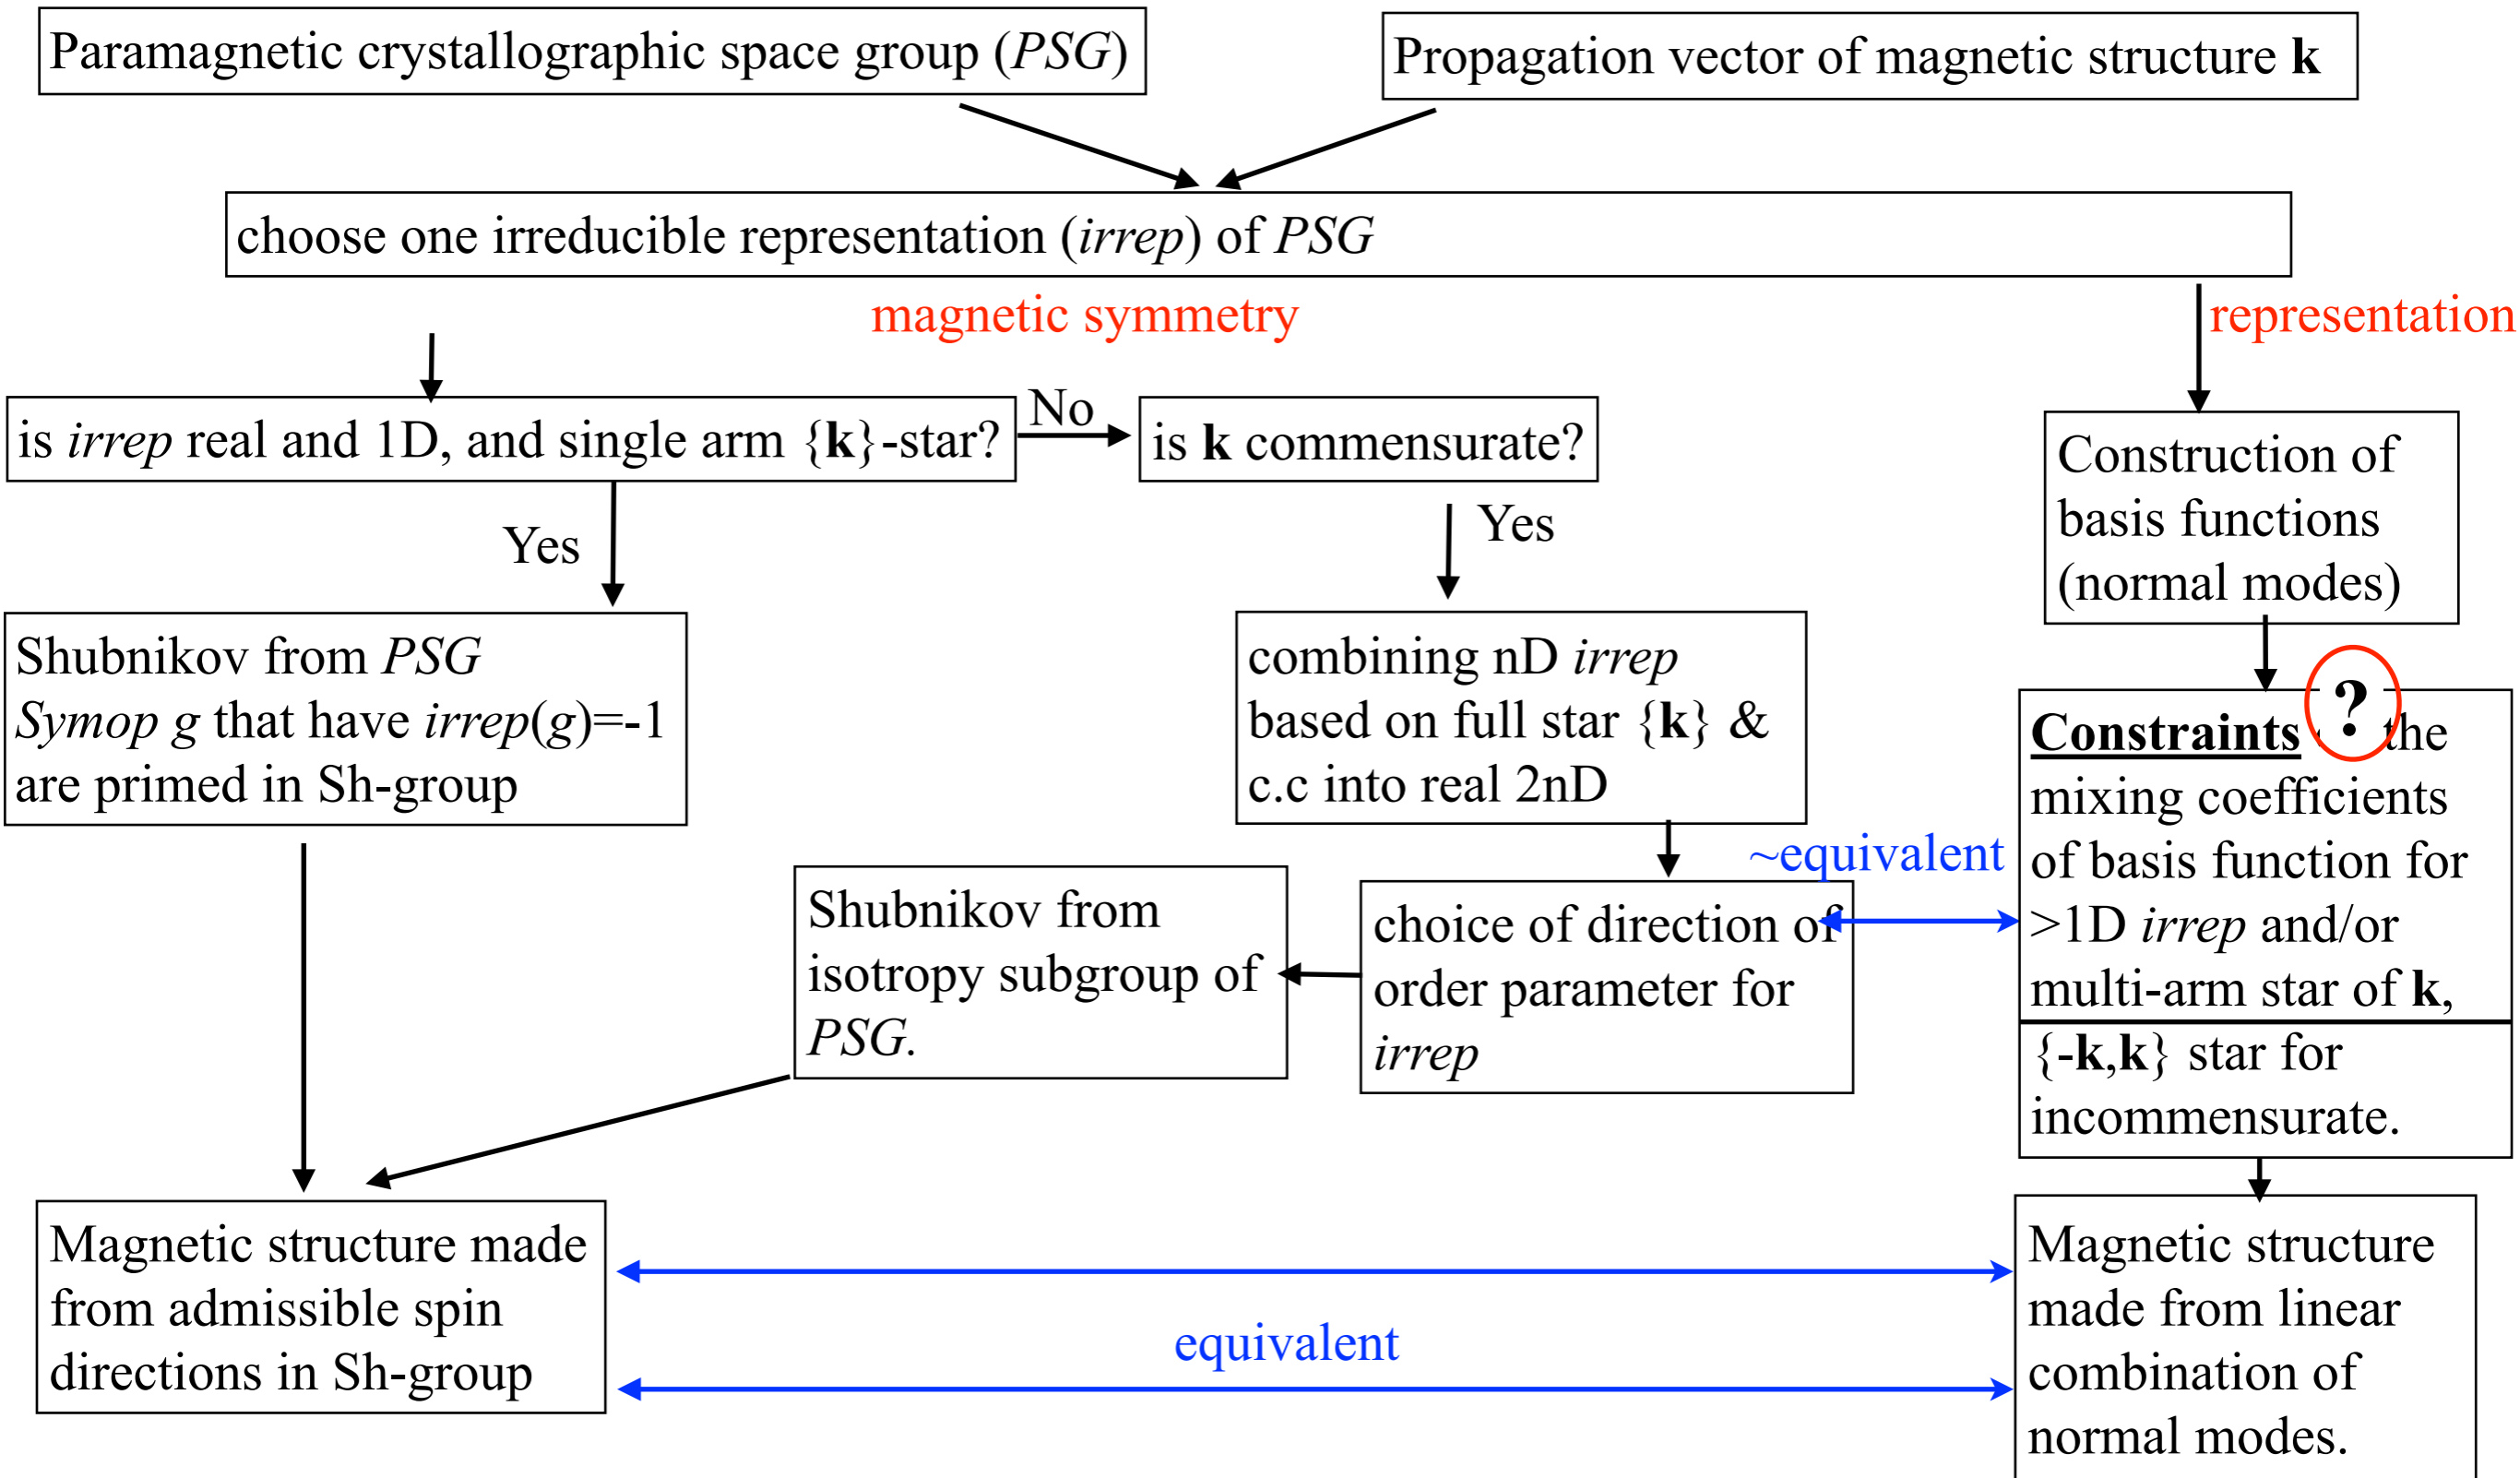 Paramagnetic crystallographic space group (PSG)
Propagation vector of magnetic structure k
choose one irreducible representation (irrep) of PSG
magnetic symmetry
representation
is irrep real and 1D, and single arm {k}-star?
No
is k commensurate?
Construction of
basis functions
(normal modes)
Yes
Yes
Shubnikov from PSG
Symop g that have irrep(g)=-1
are primed in Sh-group
combining nD irrep
based on full star {k} &
c.c into real 2nD
?
Constraints the
mixing coefficients
of basis function for
>1D irrep and/or
multi-arm star of k,
{-k,k} star for
incommensurate.
~equivalent
Shubnikov from
isotropy subgroup of
PSG.
choice of direction of
order parameter for
irrep
Magnetic structure made
from admissible spin
directions in Sh-group
equivalent
Magnetic structure
made from linear
combination of
normal modes.